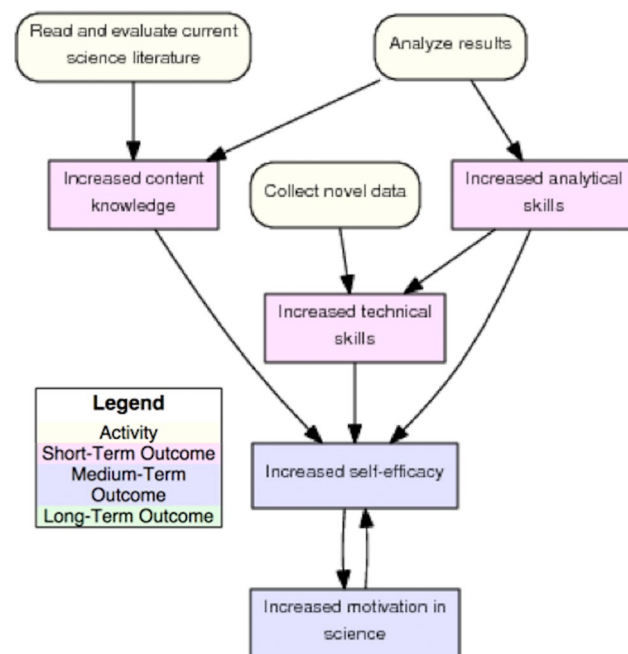 Read and evaluate current
science literature
Analyze results
Increased content
knowledge
Collect novel data
Increased analytical
skills
Increased technical
skills
Legend
Activity
Short-Term Outcome
Medium-Term
Outcome
Long-Term Outcome
Increased self-efficacy
Increased motivation in
science